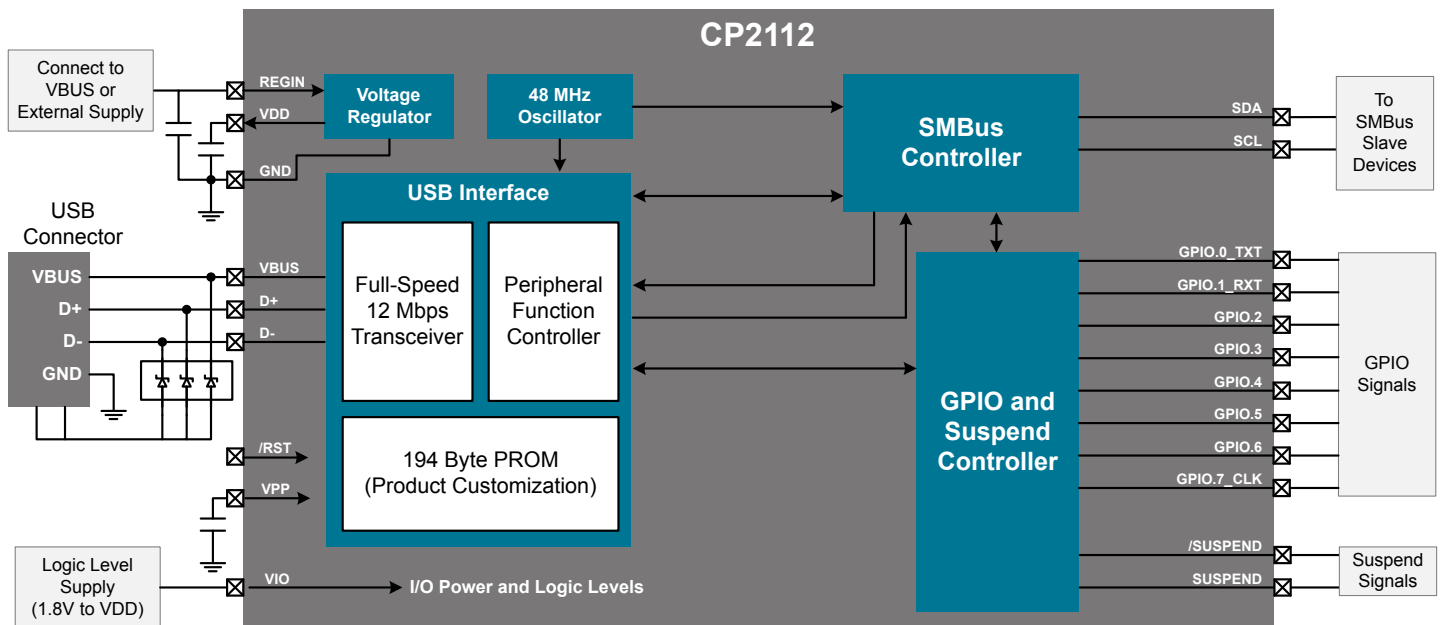 CP2112
Connect to
VBUS or
External Supply
REGIN
VDD
GND
Voltage
Regulator
48 MHz
Oscillator
SMBus
Controller
SDA
SCL
To
SMBus
Slave
Devices
USB
Connector
VBUS
D+
D-
GND
VBUS
D+
D-
USB Interface
Full-Speed
12 Mbps
Transceiver
Peripheral
Function
Controller
194 Byte PROM
(Product Customization)
/RST
VPP
GPIO and
Suspend
Controller
GPIO.0_TXT
GPIO.1_RXT
GPIO.2
GPIO.3
GPIO.4
GPIO.5
GPIO.6
GPIO.7_CLK
GPIO
Signals
/SUSPEND
SUSPEND
Suspend
Signals
Logic Level
Supply
(1.8V to VDD)
VIO
I/O Power and Logic Levels